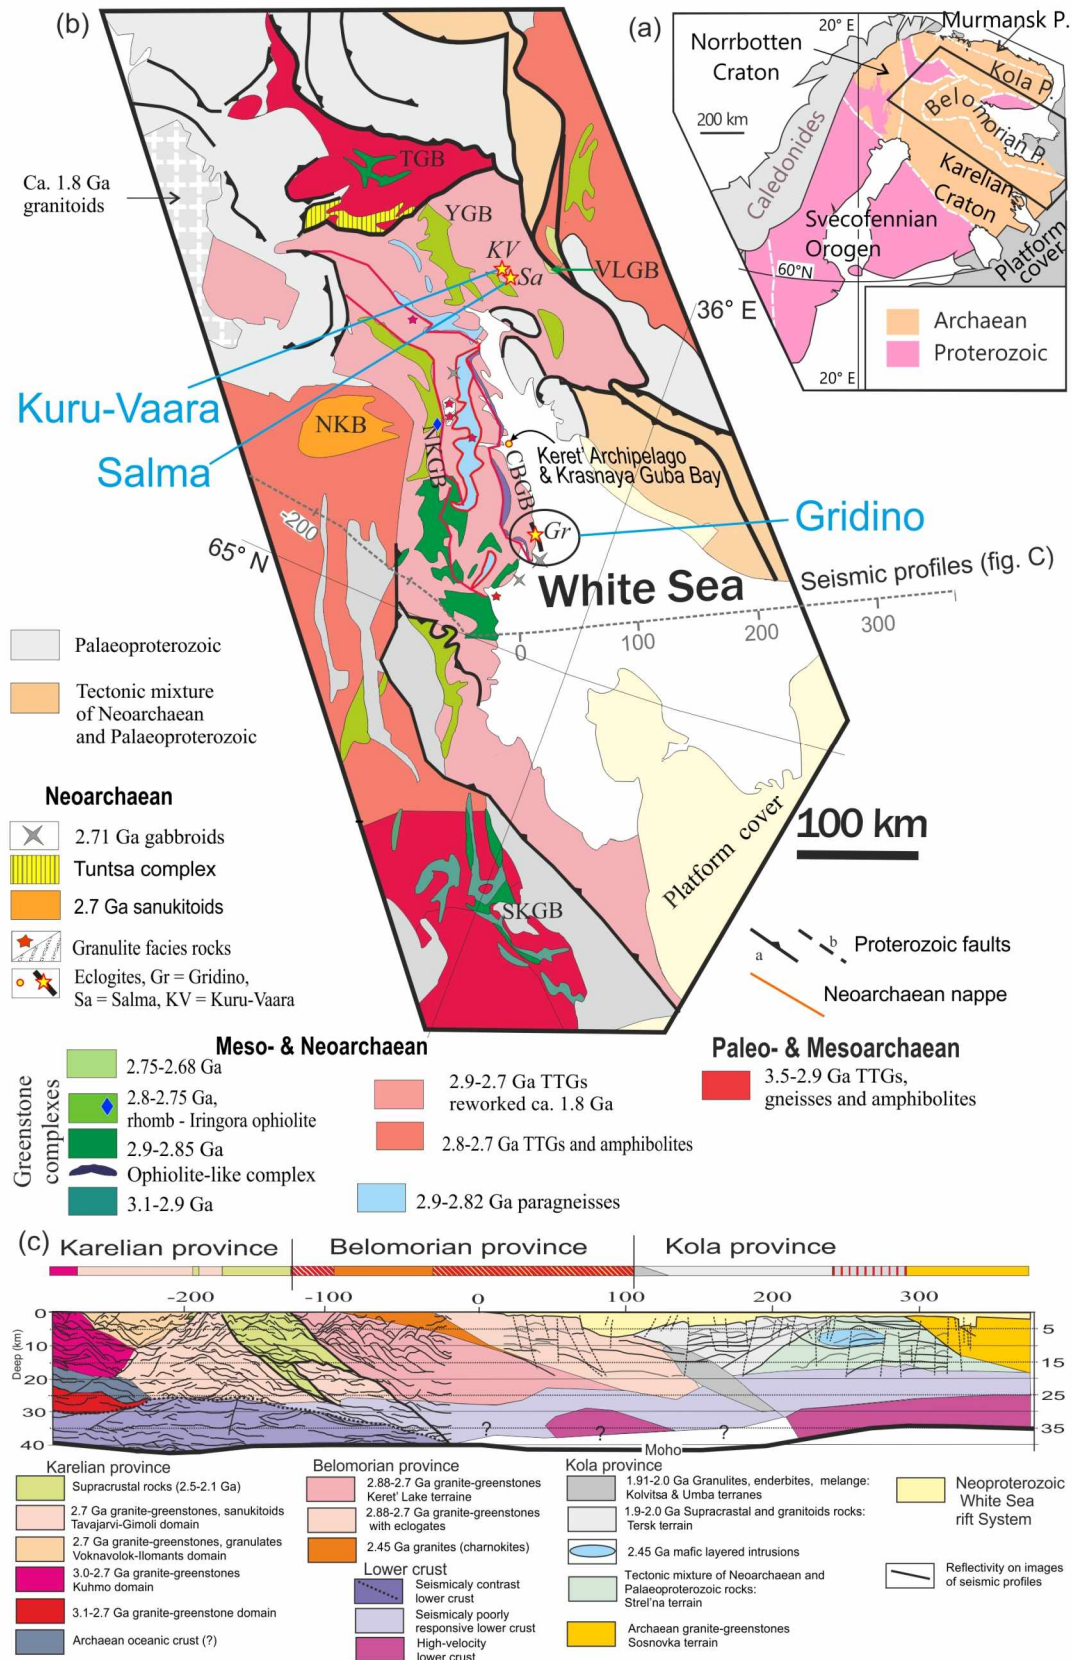 (b)
(a)
20° E
Murmansk P.
Norrbotten
Craton
Kola P.
200 km
Belomorian P.
Caledonides
Karelian
Craton
Svecofennian
Orogen
Platform
cover
60°N
Archaean
Proterozoic
20° E
Ca. 1.8 Ga
granitoids
TGB
YGB
KV
Sa
VLGB
36° E
Kuru-Vaara
Salma
NKB
NKGB
CBGB
Keret' Archipelago
& Krasnaya Guba Bay
Gr
Gridino
-200
65° N
White Sea
Seismic profiles (fig. C)
0
100
200
300
Palaeoproterozoic
Tectonic mixture
of Neoarchaean
and Palaeoproterozoic
Platform cover
100 km
SKGB
Neoarchaean
2.71 Ga gabbroids
Tuntsa complex
2.7 Ga sanukitoids
Granulite facies rocks
Eclogites, Gr = Gridino,
Sa = Salma, KV = Kuru-Vaara
a
b
Proterozoic faults
Neoarchaean nappe
Meso- & Neoarchaean
Paleo- & Mesoarchaean
Greenstone
complexes
2.75-2.68 Ga
2.8-2.75 Ga,
rhomb - Iringora ophiolite
2.9-2.85 Ga
Ophiolite-like complex
3.1-2.9 Ga
2.9-2.7 Ga TTGs
reworked ca. 1.8 Ga
2.8-2.7 Ga TTGs and amphibolites
2.9-2.82 Ga paragneisses
3.5-2.9 Ga TTGs,
gneisses and amphibolites
(c)
Karelian province
Belomorian province
Kola province
-200
-100
0
100
200
300
Deep (km)
0
10
20
30
40
5
15
25
35
?
?
?
Moho
Karelian province
Supracrustal rocks (2.5-2.1 Ga)
2.7 Ga granite-greenstones, sanukitoids
Tavajarvi-Gimoli domain
2.7 Ga granite-greenstones, granulates
Voknavolok-Ilomants domain
3.0-2.7 Ga granite-greenstones
Kuhmo domain
3.1-2.7 Ga granite-greenstone domain
Archaean oceanic crust (?)
Belomorian province
2.88-2.7 Ga granite-greenstones
Keret' Lake terraine
2.88-2.7 Ga granite-greenstones
with eclogates
2.45 Ga granites (charnokites)
Lower crust
Seismicaly contrast
lower crust
Seismicaly poorly
responsive lower crust
High-velocity
lower crust
Kola province
1.91-2.0 Ga Granulites, enderbites, melange:
Kolvitsa & Umba terranes
1.9-2.0 Ga Supracrastal and granitoids rocks:
Tersk terrain
2.45 Ga mafic layered intrusions
Tectonic mixture of Neoarchaean and
Palaeoproterozoic rocks:
Strel'na terrain
Archaean granite-greenstones
Sosnovka terrain
Neoproterozoic
White Sea
rift System
Reflectivity on images
of seismic profiles